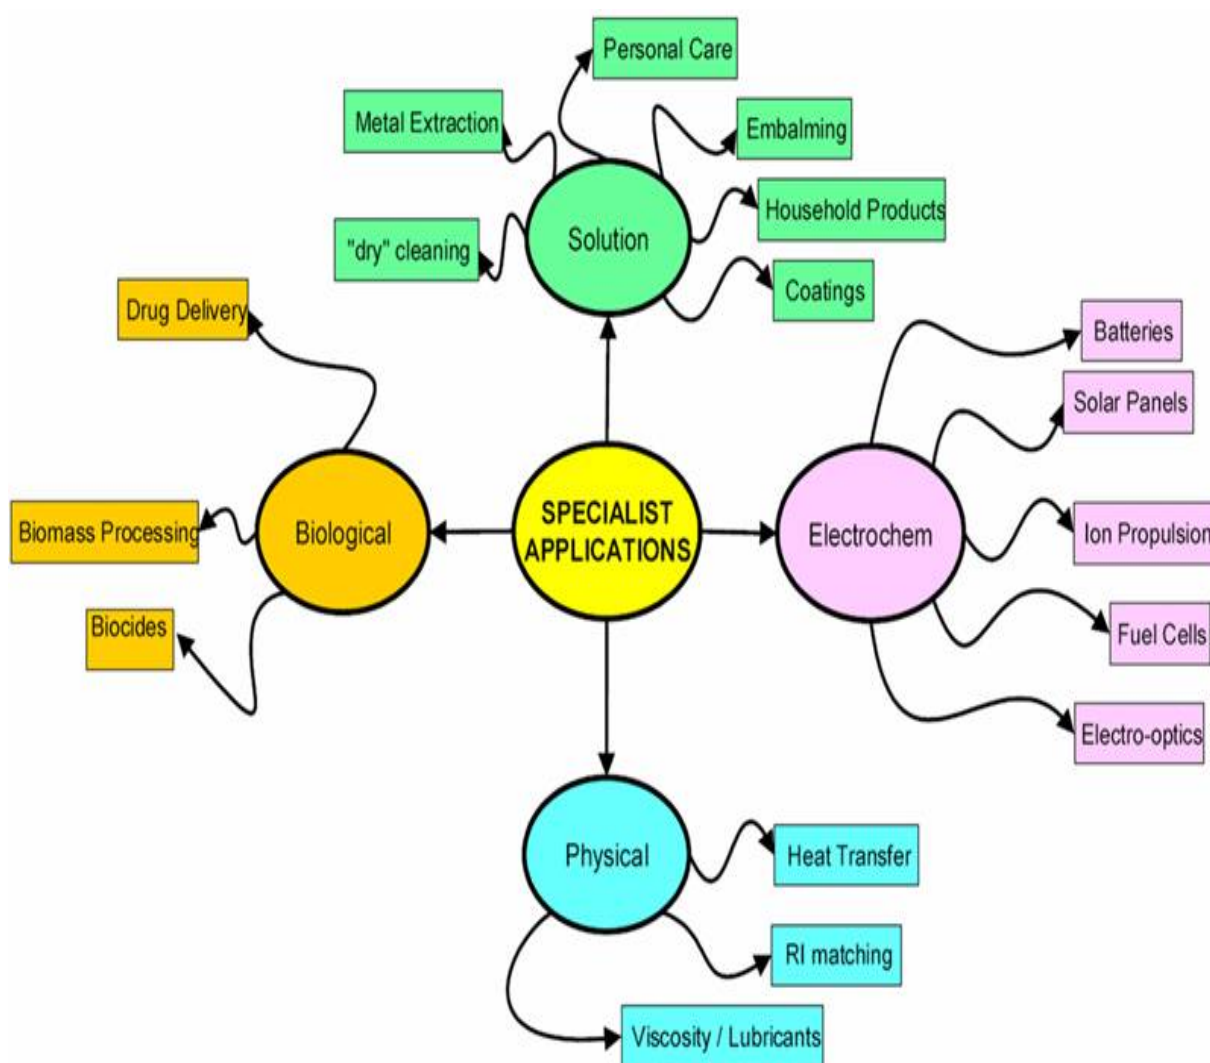 Personal Care
Metal Extraction
Embalming
Household Products
"dry" cleaning
Solution
Coatings
Drug Delivery
Batteries
Solar Panels
Biomass Processing
Biological
SPECIALIST
APPLICATIONS
Electrochem
Ion Propulsion
Biocides
Fuel Cells
Electro-optics
Physical
Heat Transfer
RI matching
Viscosity / Lubricants